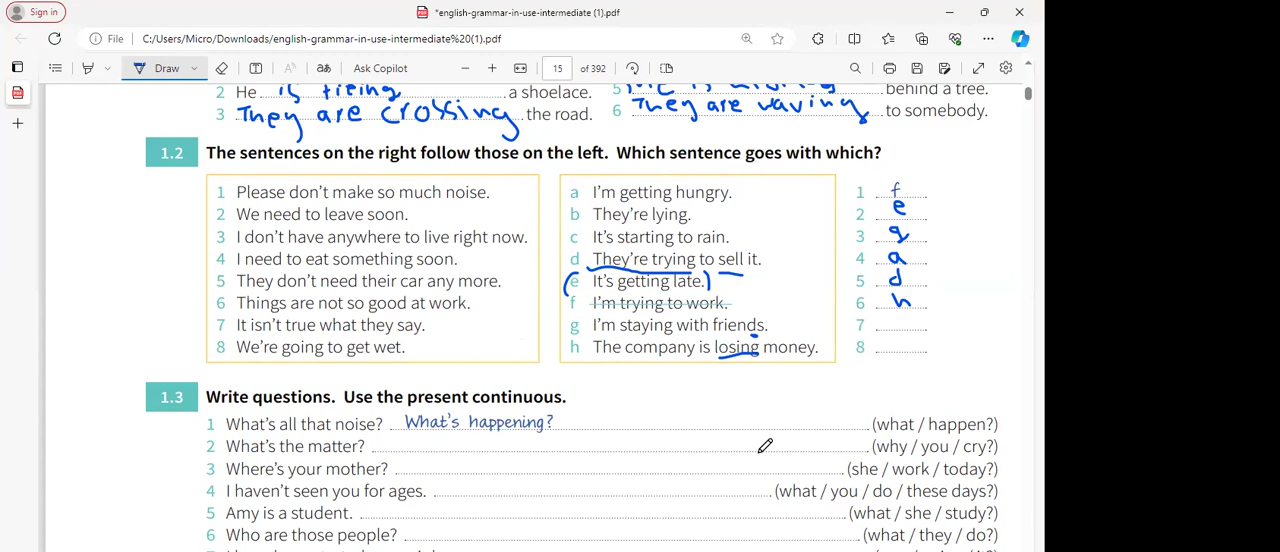 Sign in
*english-grammar-in-use-intermediate (1).pdf
File C:/Users/Micro/Downloads/english-grammar-in-use-intermediate%20(1).pdf
Draw Ask Copilot 15 of 392
2 He is tieing a shoelace. 5 behind a tree.
3 They are crossing the road. 6 They are waving to somebody.
1.2 The sentences on the right follow those on the left. Which sentence goes with which?
1 Please don't make so much noise. a I'm getting hungry. 1 f
2 We need to leave soon. b They're lying. 2 e
3 I don't have anywhere to live right now. c It's starting to rain. 3 g
4 I need to eat something soon. d They're trying to sell it. 4 a
5 They don't need their car any more. e It's getting late. 5 d
6 Things are not so good at work. f I'm trying to work. 6 h
7 It isn't true what they say. g I'm staying with friends. 7
8 We're going to get wet. h The company is losing money. 8
1.3 Write questions. Use the present continuous.
1 What's all that noise? What's happening? (what / happen?)
2 What's the matter? (why / you / cry?)
3 Where's your mother? (she / work / today?)
4 I haven't seen you for ages. (what / you / do / these days?)
5 Amy is a student. (what / she / study?)
6 Who are those people? (what / they / do?)